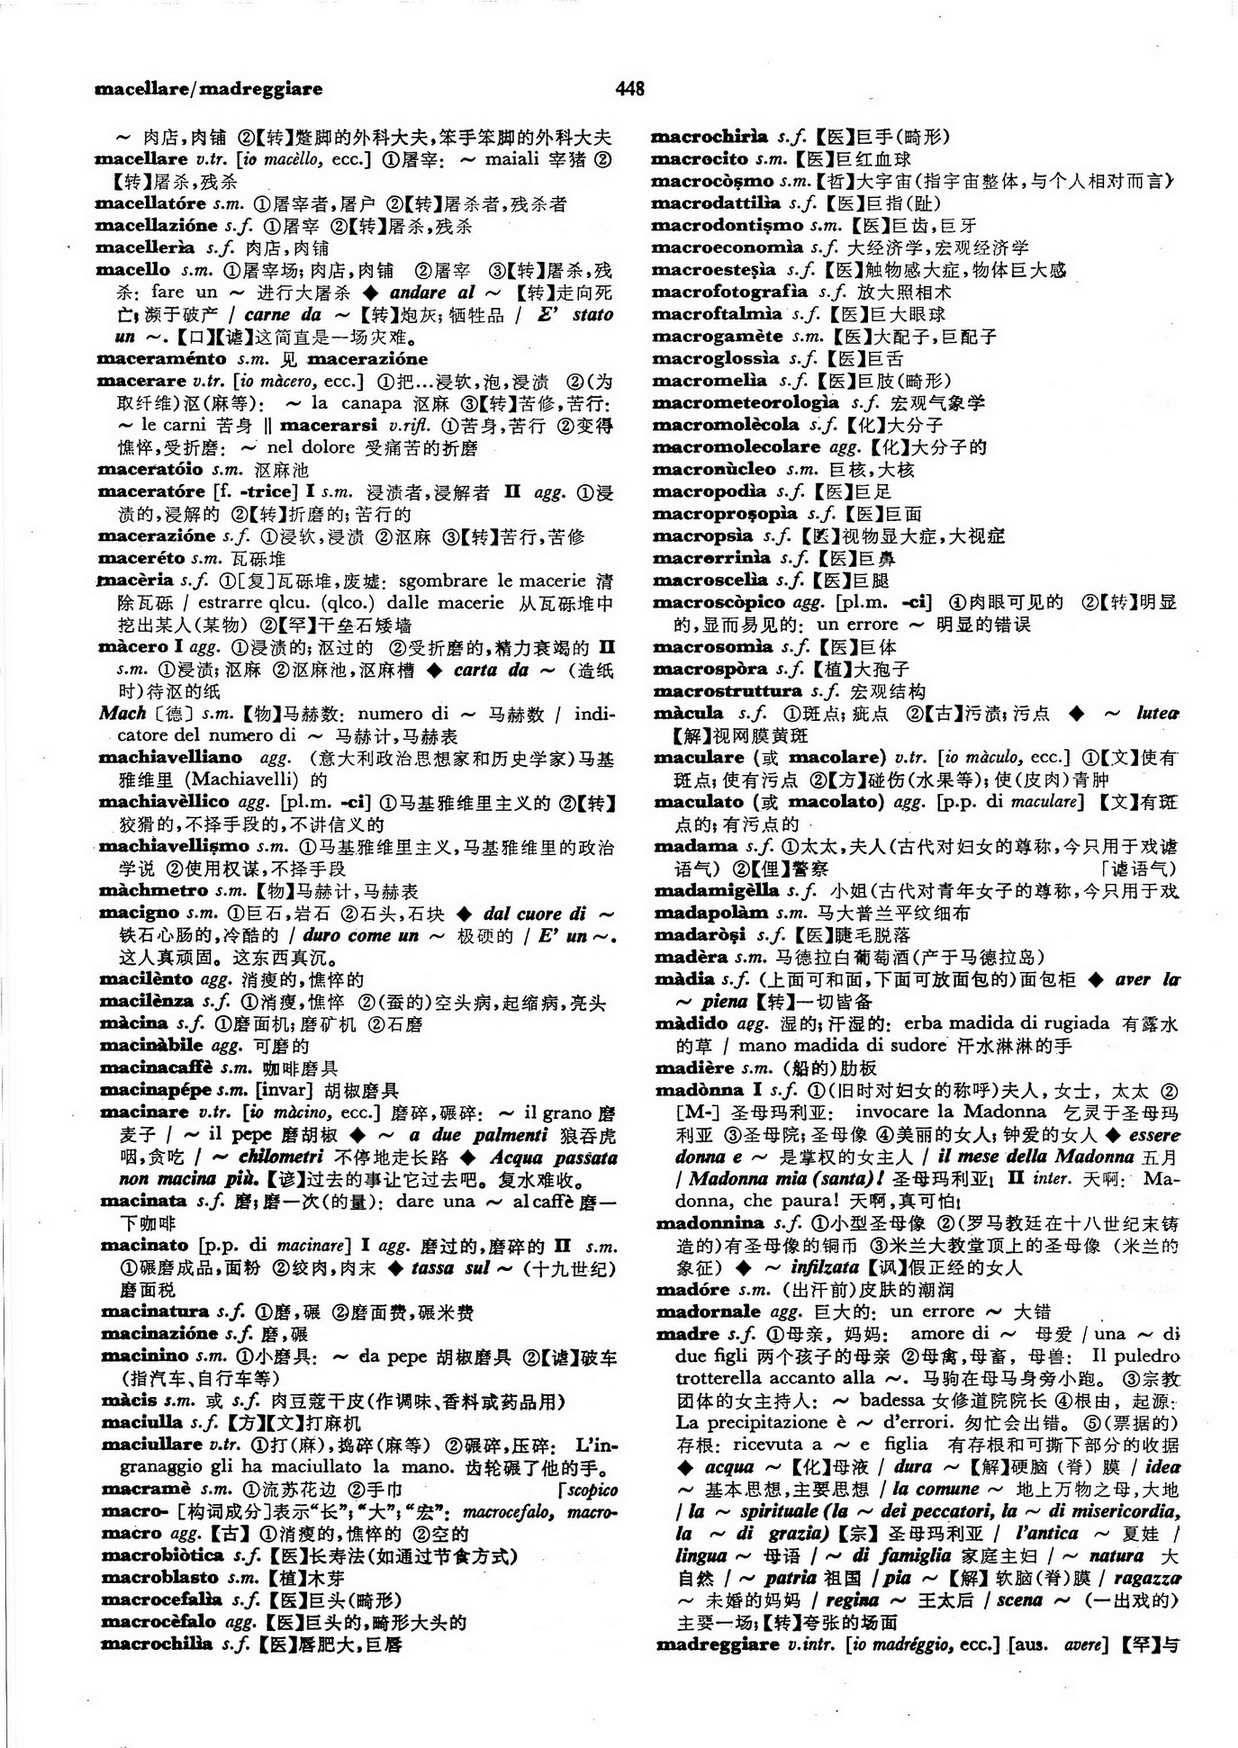 macellare/madreggiare
448
～ 肉店,肉铺 ②【转】蹩脚的外科大夫,笨手笨脚的外科大夫
macellare v.tr. [io macèllo, ecc.] ①屠宰: ～ maiali 宰猪 ②
【转】屠杀,残杀
macellatóre s.m. ①屠宰者,屠户 ②【转】屠杀者,残杀者
macellazióne s.f. ①屠宰 ②【转】屠杀,残杀
macellerìa s.f. 肉店,肉铺
macello s.m. ①屠宰场; 肉店,肉铺 ②屠宰 ③【转】屠杀,残
杀: fare un ～ 进行大屠杀 ◆ andare al ～ 【转】走向死
亡; 濒于破产 / carne da ～ 【转】炮灰; 牺牲品 / E' stato
un ～. 【口】【谑】这简直是一场灾难。
maceraménto s.m. 见 macerazióne
macerare v.tr. [io màcero, ecc.] ①把…浸软,泡,浸渍 ②(为
取纤维)沤(麻等): ～ la canapa 沤麻 ③【转】苦修,苦行:
～ le carni 苦身 ‖ macerarsi v.rifl. ①苦身,苦行 ②变得
憔悴,受折磨: ～ nel dolore 受痛苦的折磨
maceratóio s.m. 沤麻池
maceratóre [f. -trice] I s.m. 浸渍者,浸解者 II agg. ①浸
渍的,浸解的 ②【转】折磨的; 苦行的
macerazióne s.f. ①浸软,浸渍 ②沤麻 ③【转】苦行,苦修
maceréto s.m. 瓦砾堆
macèria s.f. ①[复]瓦砾堆,废墟: sgombrare le macerie 清
除瓦砾 / estrarre qlcu. (qlco.) dalle macerie 从瓦砾堆中
挖出某人(某物) ②【罕】干垒石矮墙
màcero I agg. ①浸渍的; 沤过的 ②受折磨的,精力衰竭的 II
s.m. ①浸渍; 沤麻 ②沤麻池,沤麻槽 ◆ carta da ～ (造纸
时)待沤的纸
Mach〔德〕s.m. 【物】马赫数: numero di ～ 马赫数 / indi-
catore del numero di ～ 马赫计,马赫表
machiavelliano agg. (意大利政治思想家和历史学家)马基
雅维里 (Machiavelli) 的
machiavèllico agg. [pl.m. -ci] ①马基雅维里主义的 ②【转】
狡猾的,不择手段的,不讲信义的
machiavellişmo s.m. ①马基雅维里主义,马基雅维里的政治
学说 ②使用权谋,不择手段
màchmetro s.m. 【物】马赫计,马赫表
macigno s.m. ①巨石,岩石 ②石头,石块 ◆ dal cuore di ～
铁石心肠的,冷酷的 / duro come un ～ 极硬的 / E' un ～.
这人真顽固。这东西真沉。
macilènto agg. 消瘦的,憔悴的
macilènza s.f. ①消瘦,憔悴 ②(蚕的)空头病,起缩病,亮头
màcina s.f. ①磨面机; 磨矿机 ②石磨
macinàbile agg. 可磨的
macinacaffè s.m. 咖啡磨具
macinapépe s.m. [invar] 胡椒磨具
macinare v.tr. [io màcino, ecc.] 磨碎,碾碎: ～ il grano 磨
麦子 / ～ il pepe 磨胡椒 ◆ ～ a due palmenti 狼吞虎
咽,贪吃 / ～ chilometri 不停地走长路 ◆ Acqua passata
non macina più. 【谚】过去的事让它过去吧。复水难收。
macinata s.f. 磨; 磨一次(的量): dare una ～ al caffè 磨一
下咖啡
macinato [p.p. di macinare] I agg. 磨过的,磨碎的 II s.m.
①碾磨成品,面粉 ②绞肉,肉末 ◆ tassa sul ～ (十九世纪)
磨面税
macinatura s.f. ①磨,碾 ②磨面费,碾米费
macinazióne s.f. 磨,碾
macinino s.m. ①小磨具: ～ da pepe 胡椒磨具 ②【谑】破车
(指汽车、自行车等)
màcis s.m. 或 s.f. 肉豆蔻干皮(作调味、香料或药品用)
maciulla s.f. 【方】【文】打麻机
maciullare v.tr. ①打(麻),捣碎(麻等) ②碾碎,压碎: L'in-
granaggio gli ha maciullato la mano. 齿轮碾了他的手。
macramè s.m. ①流苏花边 ②手巾 「scopico
macro- [构词成分]表示“长”; “大”; “宏”: macrocefalo, macro-
macro agg. 【古】 ①消瘦的,憔悴的 ②空的
macrobiòtica s.f. 【医】长寿法(如通过节食方式)
macroblasto s.m. 【植】木芽
macrocefalìa s.f. 【医】巨头(畸形)
macrocèfalo agg. 【医】巨头的,畸形大头的
macrochilìa s.f. 【医】唇肥大,巨唇
macrochirìa s.f. 【医】巨手(畸形)
macrocito s.m. 【医】巨红血球
macrocòşmo s.m. 【哲】大宇宙(指宇宙整体,与个人相对而言)
macrodattilìa s.f. 【医】巨指(趾)
macrodontişmo s.m. 【医】巨齿,巨牙
macroeconomìa s.f. 大经济学,宏观经济学
macroesteşìa s.f. 【医】触物感大症,物体巨大感
macrofotografìa s.f. 放大照相术
macroftalmìa s.f. 【医】巨大眼球
macrogamète s.m. 【医】大配子,巨配子
macroglossìa s.f. 【医】巨舌
macromelìa s.f. 【医】巨肢(畸形)
macrometeorologìa s.f. 宏观气象学
macromolècola s.f. 【化】大分子
macromolecolare agg. 【化】大分子的
macronùcleo s.m. 巨核,大核
macropodìa s.f. 【医】巨足
macroproşopìa s.f. 【医】巨面
macropsìa s.f. 【医】视物显大症,大视症
macrorrinìa s.f. 【医】巨鼻
macroscelìa s.f. 【医】巨腿
macroscòpico agg. [pl.m. -ci] ①肉眼可见的 ②【转】明显
的,显而易见的: un errore ～ 明显的错误
macrosomìa s.f. 【医】巨体
macrospòra s.f. 【植】大孢子
macrostruttura s.f. 宏观结构
màcula s.f. ①斑点; 疵点 ②【古】污渍; 污点 ◆ ～ lutea
【解】视网膜黄斑
maculare (或 macolare) v.tr. [io màculo, ecc.] ①【文】使有
斑点; 使有污点 ②【方】碰伤(水果等); 使(皮肉)青肿
maculato (或 macolato) agg. [p.p. di maculare] 【文】有斑
点的; 有污点的
madama s.f. ①太太,夫人(古代对妇女的尊称,今只用于戏谑
语气) ②【俚】警察 「谑语气)
madamigèlla s.f. 小姐(古代对青年女子的尊称,今只用于戏
madapolàm s.m. 马大普兰平纹细布
madaròşi s.f. 【医】睫毛脱落
madèra s.m. 马德拉白葡萄酒(产于马德拉岛)
màdia s.f. (上面可和面,下面可放面包的)面包柜 ◆ aver la
～ piena 【转】一切皆备
màdido agg. 湿的; 汗湿的: erba madida di rugiada 有露水
的草 / mano madida di sudore 汗水淋淋的手
madière s.m. (船的)肋板
madònna I s.f. ①(旧时对妇女的称呼)夫人, 女士, 太太 ②
[M-] 圣母玛利亚: invocare la Madonna 乞灵于圣母玛
利亚 ③圣母院; 圣母像 ④美丽的女人; 钟爱的女人 ◆ essere
donna e ～ 是掌权的女主人 / il mese della Madonna 五月
/ Madonna mia (santa)! 圣母玛利亚! II inter. 天啊: Ma-
donna, che paura! 天啊,真可怕!
madonnina s.f. ①小型圣母像 ②(罗马教廷在十八世纪末铸
造的)有圣母像的铜币 ③米兰大教堂顶上的圣母像 (米兰的
象征) ◆ ～ infilzata 【讽】假正经的女人
madóre s.m. (出汗前)皮肤的潮润
madornale agg. 巨大的: un errore ～ 大错
madre s.f. ①母亲, 妈妈: amore di ～ 母爱 / una ～ di
due figli 两个孩子的母亲 ②母禽,母畜, 母兽: Il puledro
trotterella accanto alla ～. 马驹在母马身旁小跑。 ③宗教
团体的女主持人: ～ badessa 女修道院院长 ④根由, 起源:
La precipitazione è ～ d'errori. 匆忙会出错。 ⑤(票据的)
存根: ricevuta a ～ e figlia 有存根和可撕下部分的收据
◆ acqua ～ 【化】母液 / dura ～ 【解】硬脑 (脊) 膜 / idea
～ 基本思想,主要思想 / la comune ～ 地上万物之母,大地
/ la ～ spirituale (la ～ dei peccatori, la ～ di misericordia,
la ～ di grazia) 【宗】 圣母玛利亚 / l'antica ～ 夏娃 /
lingua ～ 母语 / ～ di famiglia 家庭主妇 / ～ natura 大
自然 / ～ patria 祖国 / pia ～ 【解】软脑(脊)膜 / ragazza
～ 未婚的妈妈 / regina ～ 王太后 / scena ～ (一出戏的)
主要一场; 【转】夸张的场面
madreggiare v.intr. [io madréggio, ecc.] [aus. avere] 【罕】与